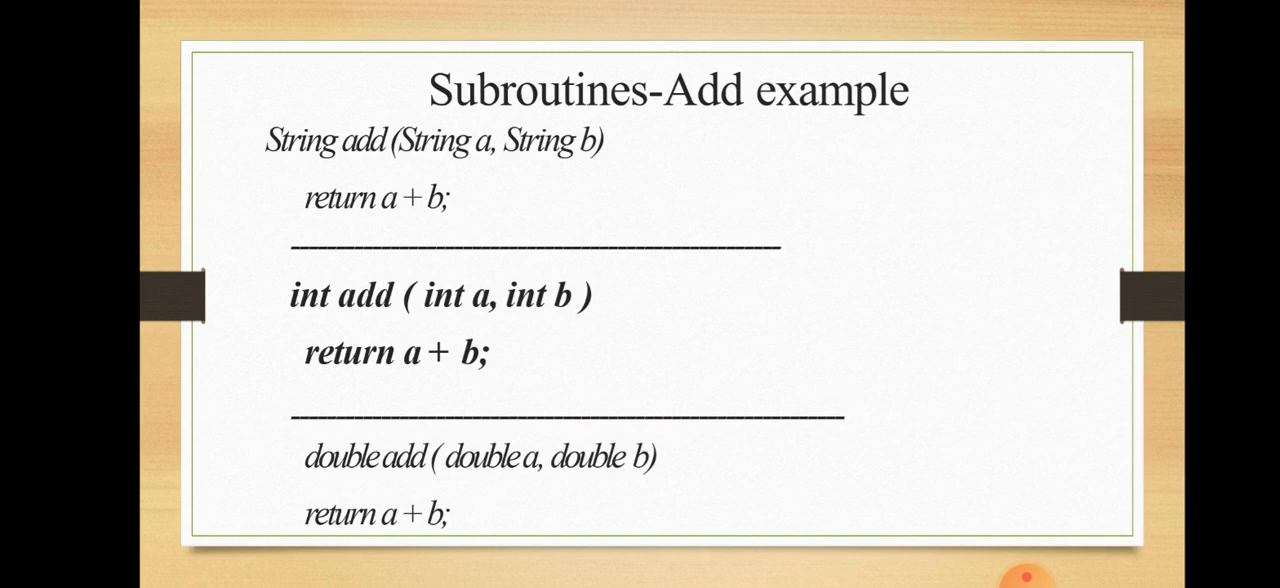 Subroutines-Add example
String add (String a, String b)
return a + b;
int add ( int a, int b )
return a + b;
double add ( double a, double b)
return a + b;